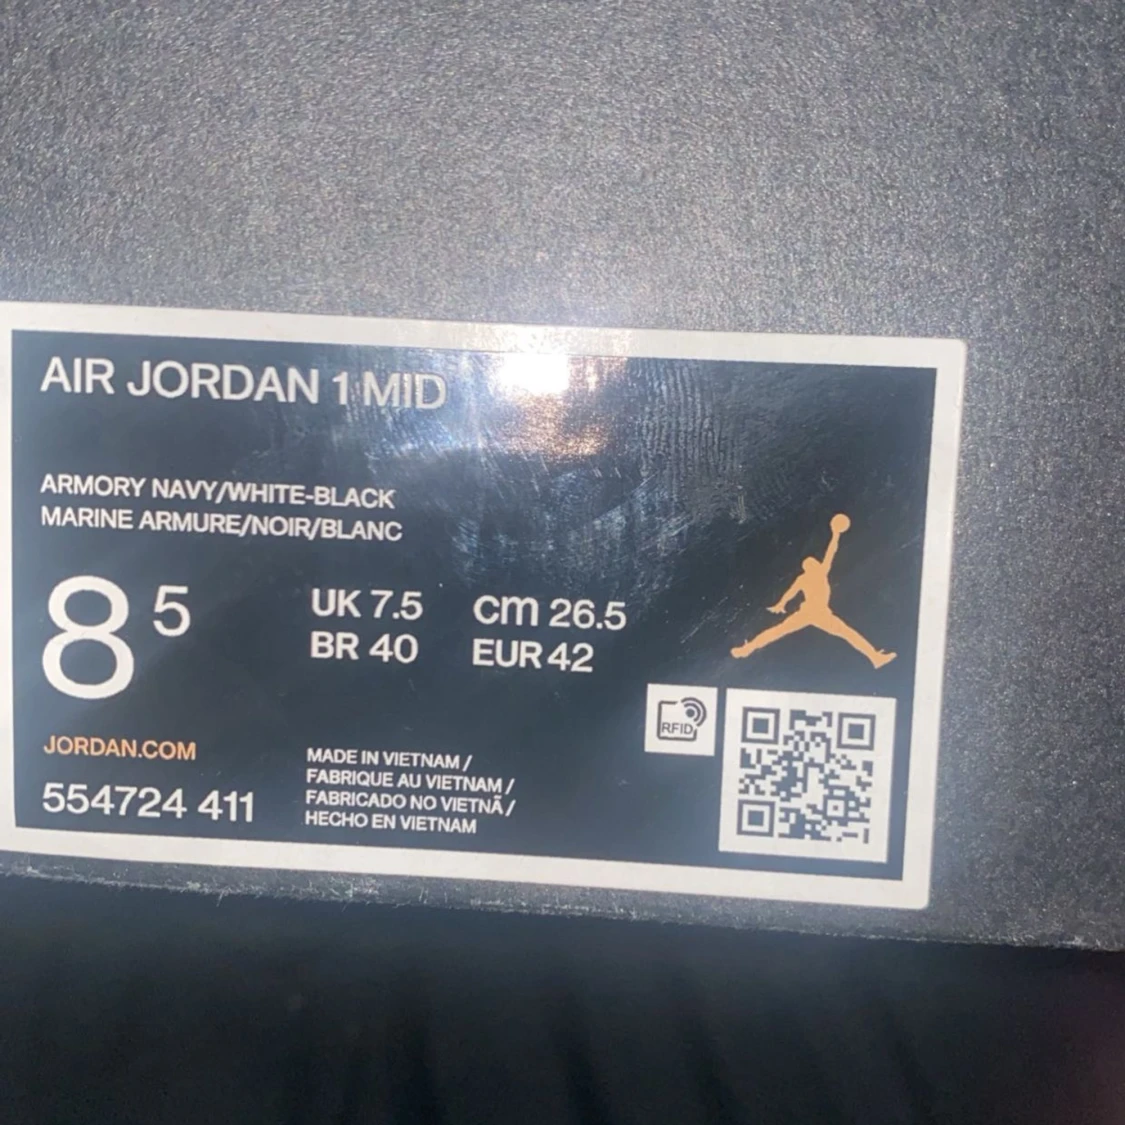 AIR JORDAN 1 MID
ARMORY NAVY/WHITE-BLACK
MARINE ARMURE/NOIR/BLANC
8 5
UK 7.5 cm 26.5
BR 40 EUR 42
RFID
JORDAN.COM
554724 411
MADE IN VIETNAM /
FABRIQUE AU VIETNAM /
FABRICADO NO VIETNÃ /
HECHO EN VIETNAM